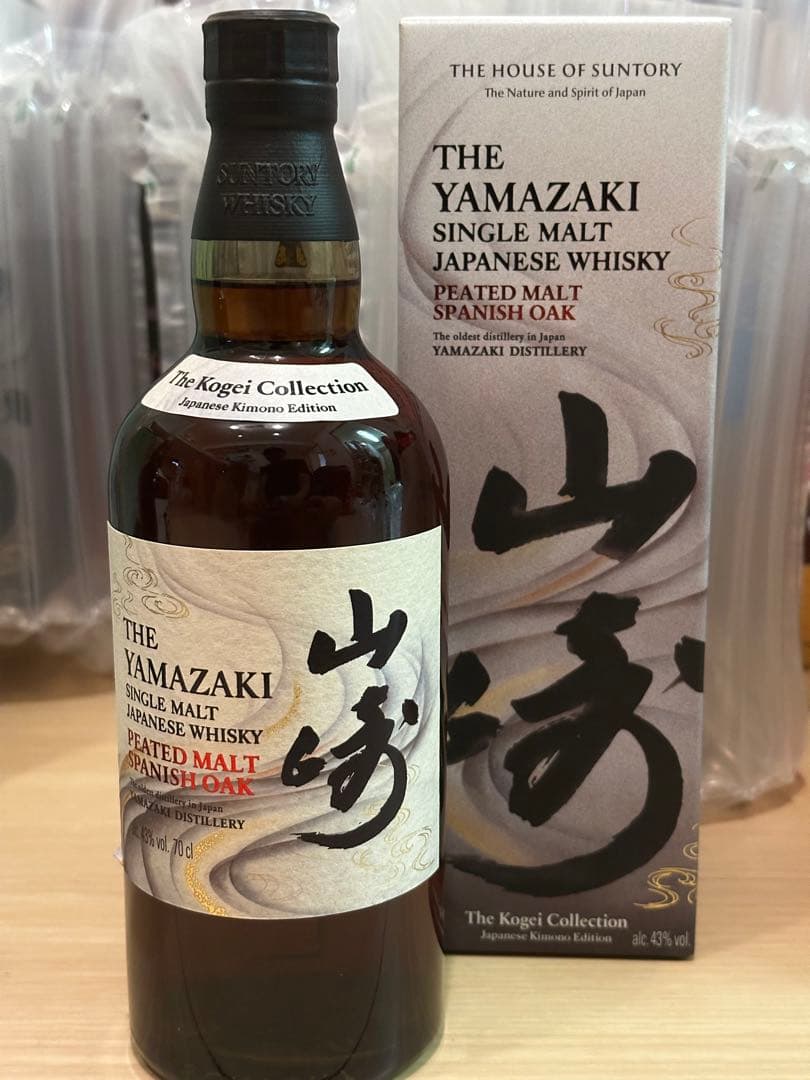 SUNTORY
WHISKY
The Kogei Collection
Japanese Kimono Edition
THE
YAMAZAKI
SINGLE MALT
JAPANESE WHISKY
PEATED MALT
SPANISH OAK
The oldest distillery in Japan
YAMAZAKI DISTILLERY
alc. 43% vol. 70 cl
山崎
THE HOUSE OF SUNTORY
The Nature and Spirit of Japan
THE
YAMAZAKI
SINGLE MALT
JAPANESE WHISKY
PEATED MALT
SPANISH OAK
The oldest distillery in Japan
YAMAZAKI DISTILLERY
山崎
The Kogei Collection
Japanese Kimono Edition
alc. 43% vol.